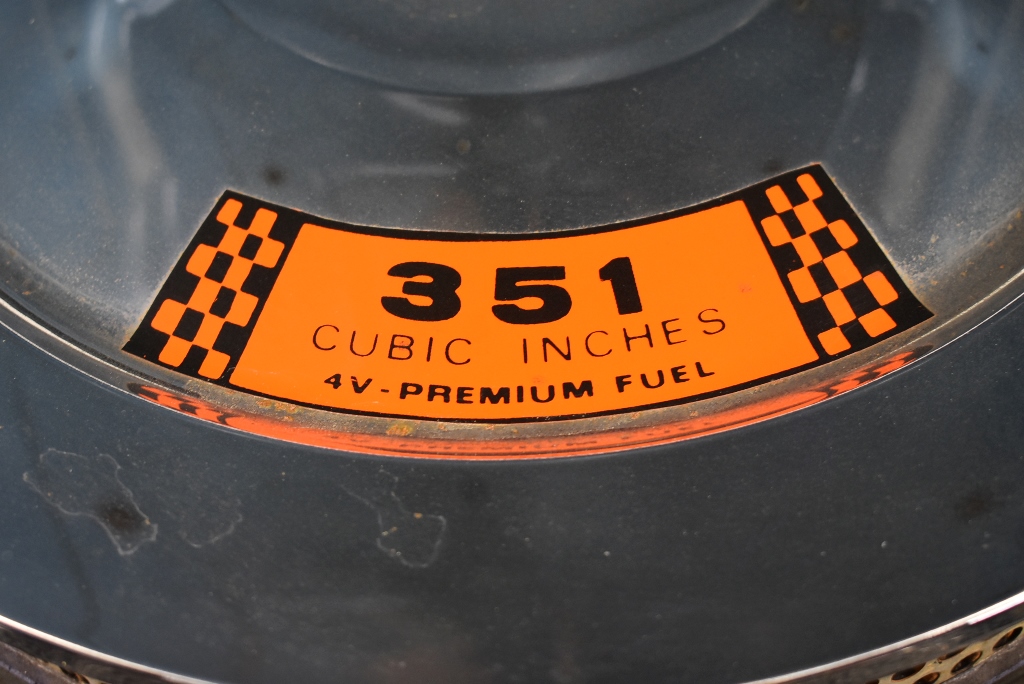 351
CUBIC INCHES
4V-PREMIUM FUEL